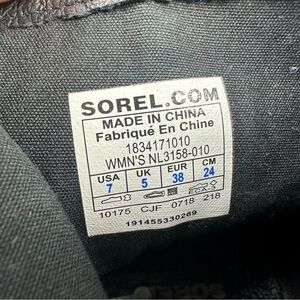 SOREL.COM
MADE IN CHINA
Fabriqué En Chine
1834171010
WMN'S NL3158-010
USA UK EUR CM
7 5 38 24
10175 CJF 0718 218
191455330269